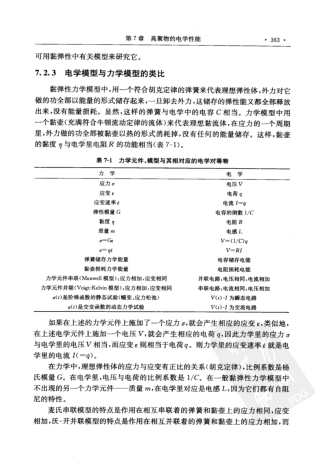 第 7 章 高聚物的电学性能 · 363 ·
可用黏弹性中有关模型来研究它。
7.2.3 电学模型与力学模型的类比
黏弹性力学模型中，用一个符合胡克定律的弹簧来代表理想弹性体，外力对它
做的功全部以能量的形式储存起来，一旦卸去外力，这储存的弹性能又都全部释放
出来，没有能量损耗。显然，这样的弹簧与电学中的电容 C 相当。力学模型中用
一个黏壶(充满符合牛顿流动定律的流体)来代表理想黏流体，在应力的一个周期
里，外力做的功全部被黏壶以热的形式消耗掉，没有任何的能量储存。这样，黏壶
的黏度 η 与电学里电阻 R 的功能相当(表 7-1)。
表 7-1 力学元件、模型与其相对应的电学对等物
力 学 电 学
应力 σ 电压 V
应变 ε 电荷 q
应变速率 ε̇ 电流 I=q̇
弹性模量 G 电容的倒数 1/C
黏度 η 电阻 R
质量 m 电感 L
σ=Gε V=(1/C)q
σ=ηε̇ V=RI
弹簧储存力学能量 电容储存电能
黏壶损耗力学能量 电阻损耗电能
力学元件串联(Maxwell 模型)：应力相加，应变相同 并联电路：电压相同，电流相加
力学元件并联(Voigt-Kelvin 模型)：应力相加，应变相同 串联电路：电压相加，电流相同
σ(t)是阶梯函数的静态试验(蠕变、应力松弛) V(t)-I 为瞬态电路
σ(t)是交变函数的动态力学试验 V(t)-I 为交流电路
如果在上述的力学元件上施加了一个应力 σ，就会产生相应的应变 ε，类似地，
在上述电学元件上施加一个电压 V，就会产生相应的电荷 q，因此力学里的应力 σ
与电学里的电压 V 相当，而应变 ε 则相当于电荷 q。则力学里的应变速率 ε̇ 就是电
学里的电流 I(=q̇)。
在力学中，理想弹性体的应力与应变有正比的关系(胡克定律)，比例系数是杨
氏模量 G。在电学里，电压与电荷的比例系数是 1/C。在一般黏弹性力学模型中
不出现的另一个力学元件——质量 m，在电学里对应是电感 L，因为它们都有自阻
尼的特性。
麦氏串联模型的特点是作用在相互串联着的弹簧和黏壶上的应力相同，应变
相加，沃-开并联模型的特点是作用在相互并联着的弹簧和黏壶上的应力相加，而